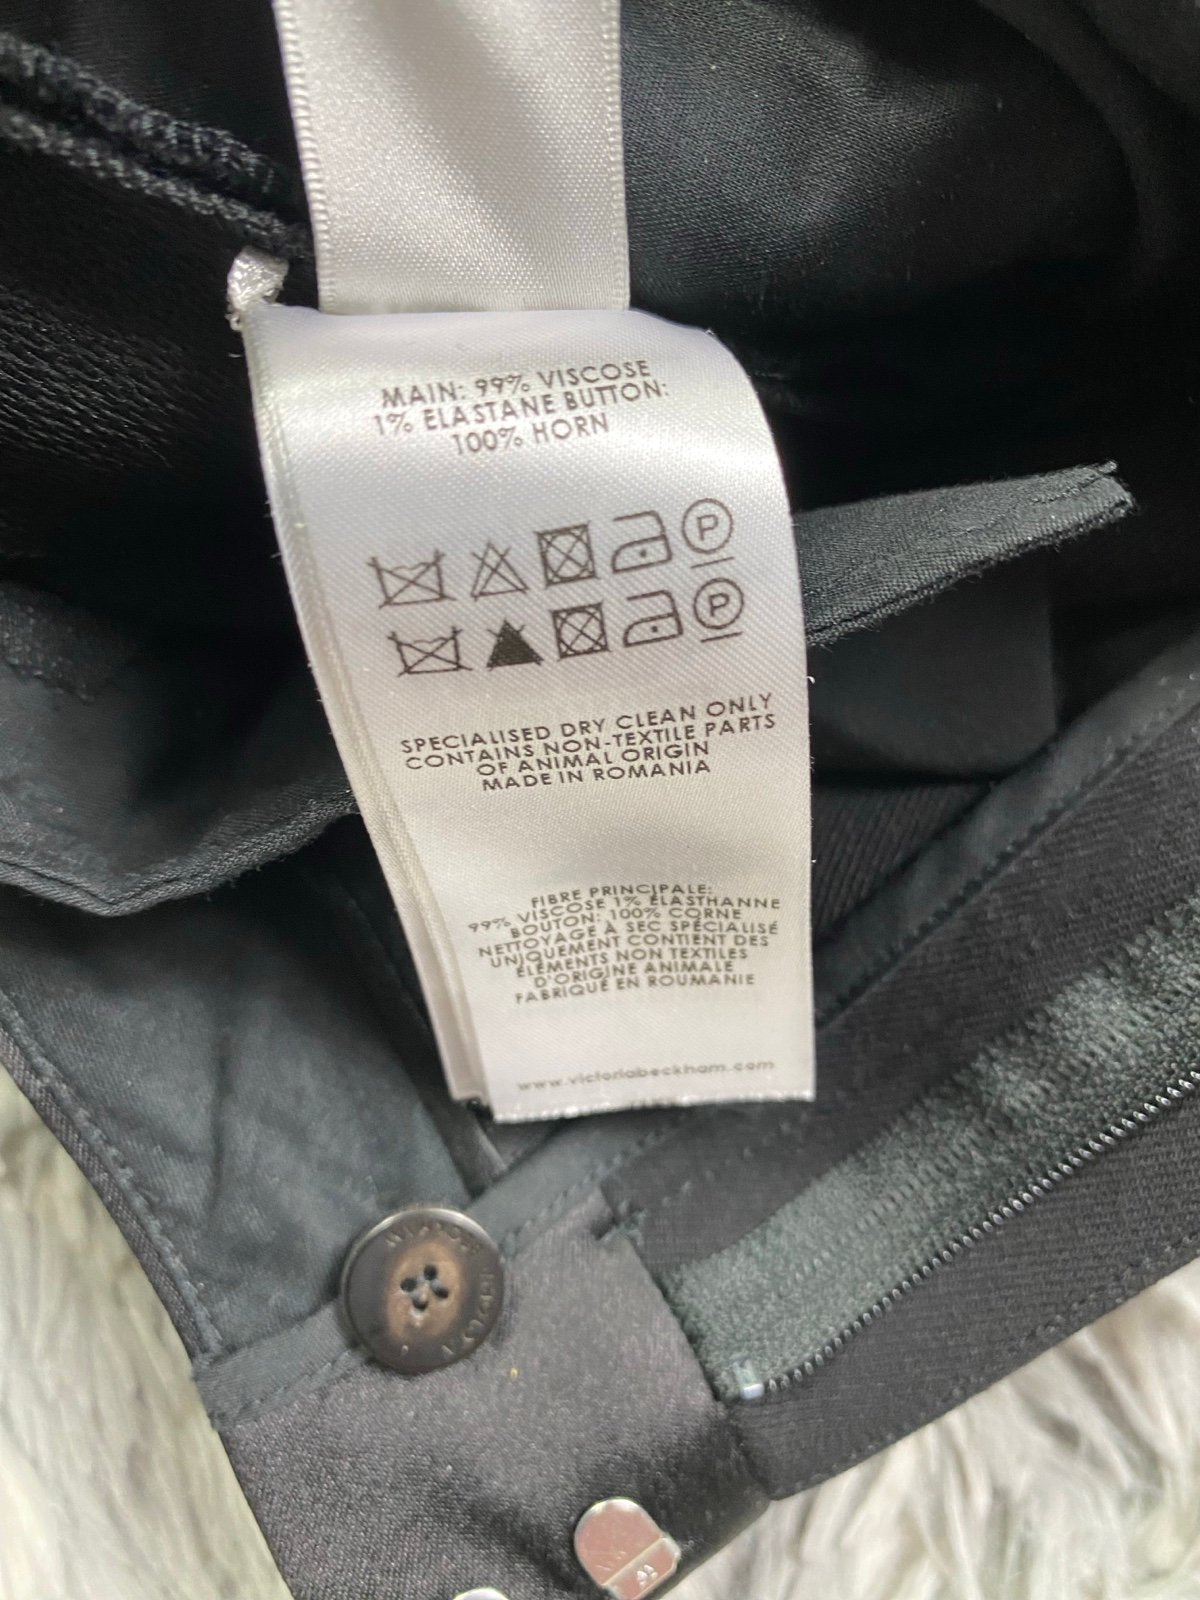 MAIN: 99% VISCOSE
1% ELASTANE BUTTON:
100% HORN
P
P
SPECIALISED DRY CLEAN ONLY
CONTAINS NON-TEXTILE PARTS
OF ANIMAL ORIGIN
MADE IN ROMANIA
FIBRE PRINCIPALE:
99% VISCOSE 1% ÉLASTHANNE
BOUTON: 100% CORNE
NETTOYAGE À SEC SPÉCIALISÉ
UNIQUEMENT CONTIENT DES
ÉLÉMENTS NON TEXTILES
D'ORIGINE ANIMALE
FABRIQUÉ EN ROUMANIE
www.victoriabeckham.com